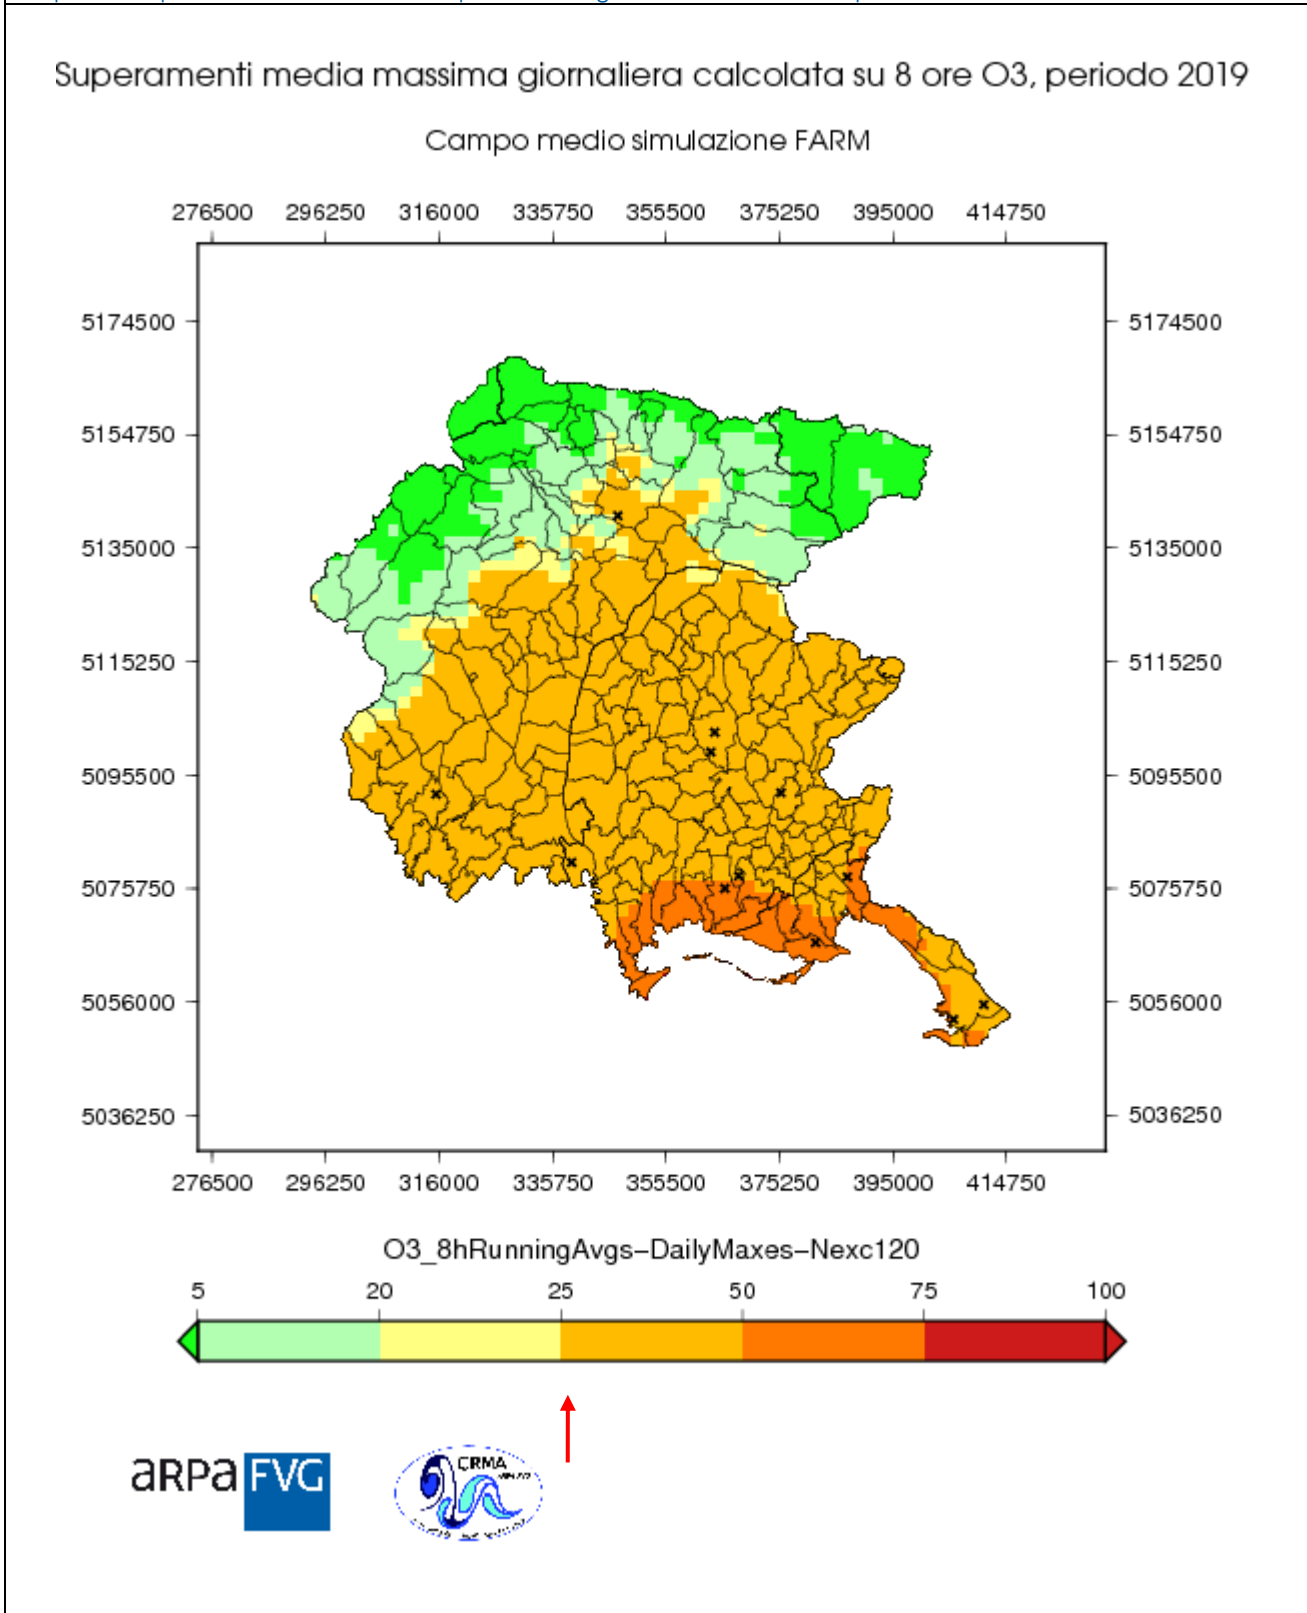 Superamenti media massima giornaliera calcolata su 8 ore O3, periodo 2019
Campo medio simulazione FARM
276500 296250 316000 335750 355500 375250 395000 414750
5174500 5174500
5154750 5154750
5135000 5135000
5115250 5115250
5095500 5095500
5075750 5075750
5056000 5056000
5036250 5036250
276500 296250 316000 335750 355500 375250 395000 414750
O3_8hRunningAvgs–DailyMaxes–Nexc120
5 20 25 50 75 100
arpa FVG
CRMA